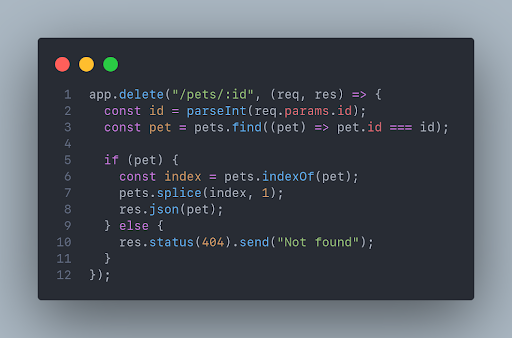 1 app.delete("/pets/:id", (req, res) => {
2   const id = parseInt(req.params.id);
3   const pet = pets.find((pet) => pet.id === id);
4
5   if (pet) {
6     const index = pets.indexOf(pet);
7     pets.splice(index, 1);
8     res.json(pet);
9   } else {
10     res.status(404).send("Not found");
11   }
12 });